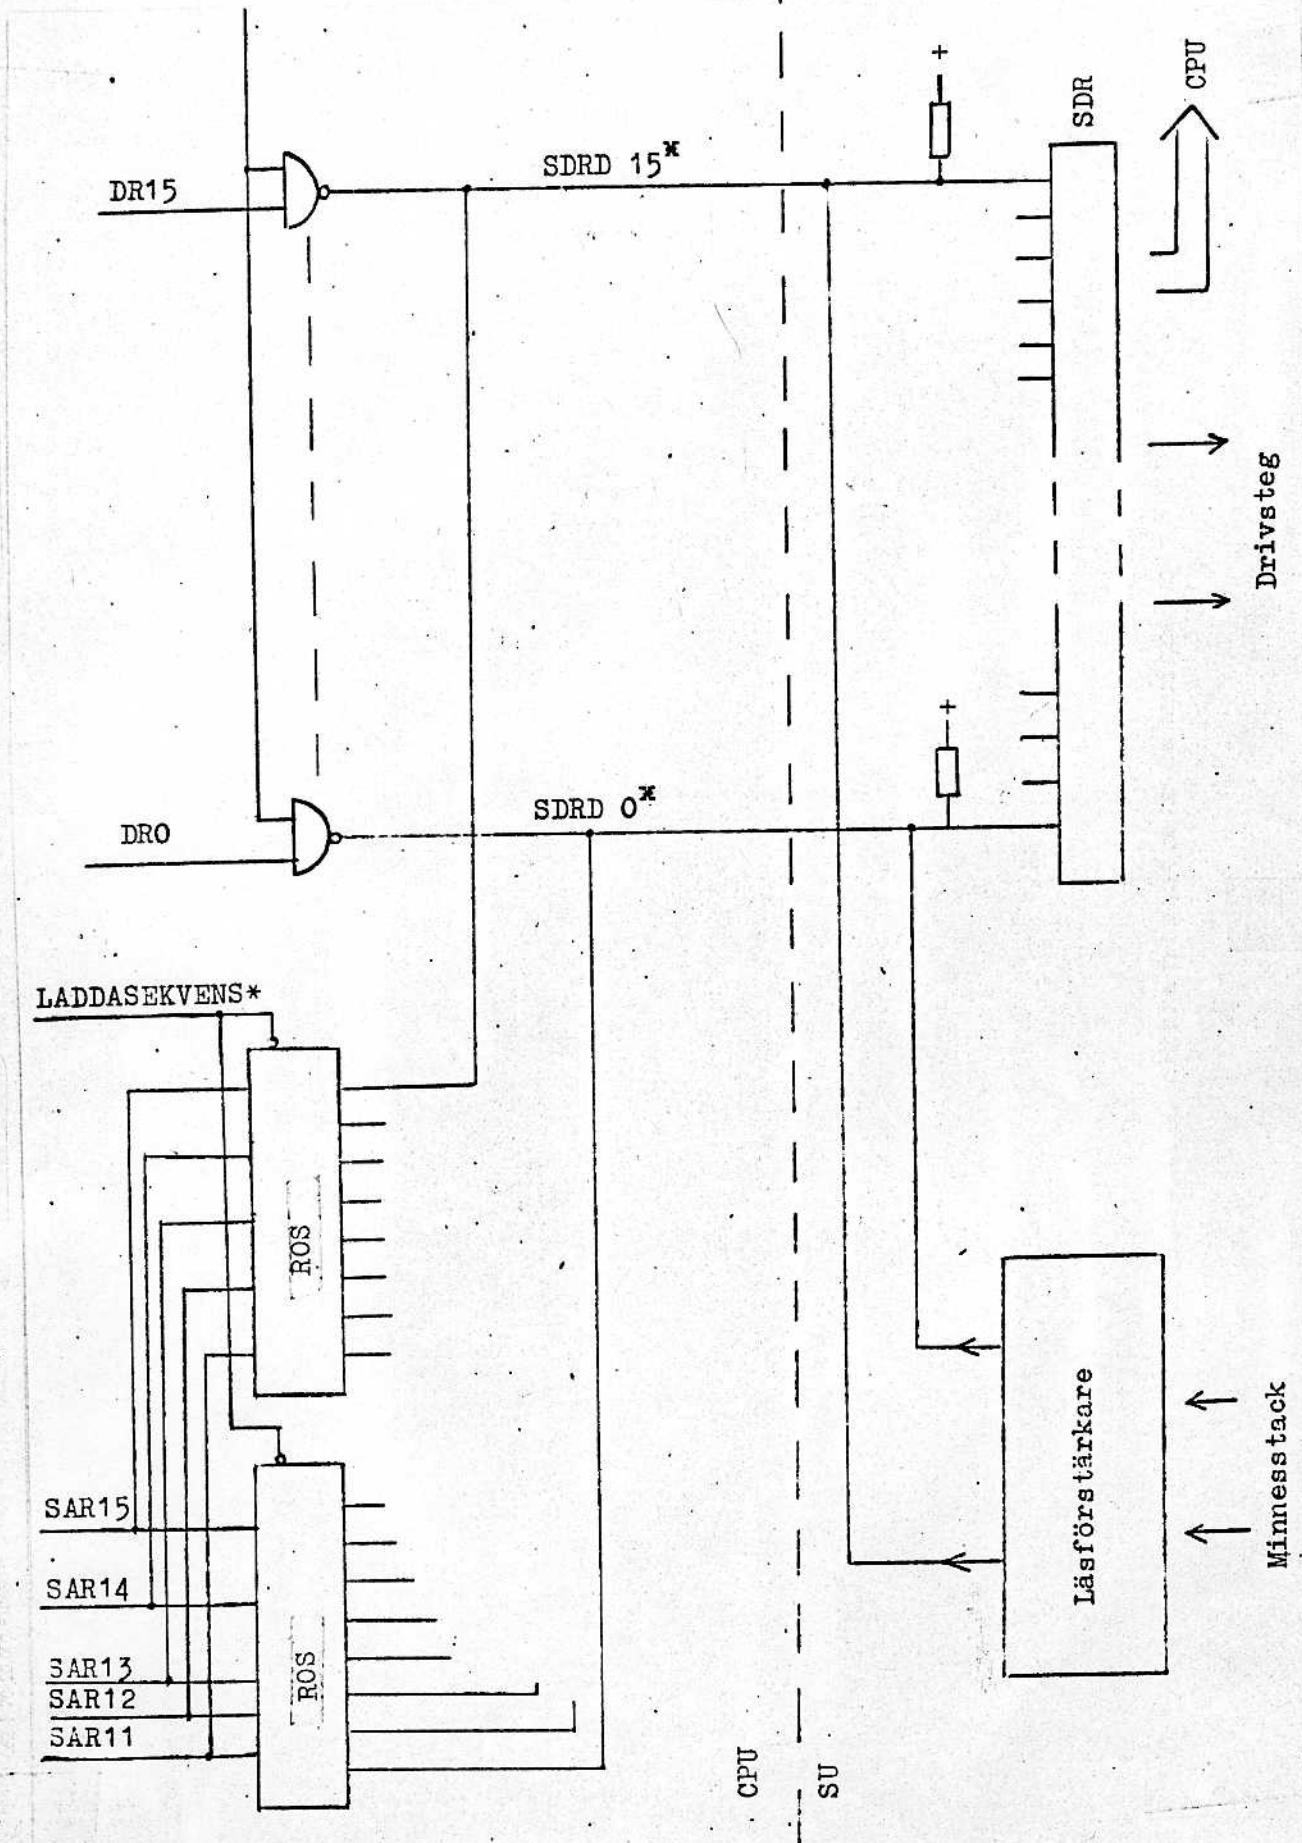 +
CPU
SDR
SDRD 15*
DR15
Drivsteg
+
SDRD 0*
DR0
LADDASEKVENS*
ROS
Läsförstärkare
Minnesstack
SAR15
SAR14
ROS
SAR13
SAR12
SAR11
CPU
SU